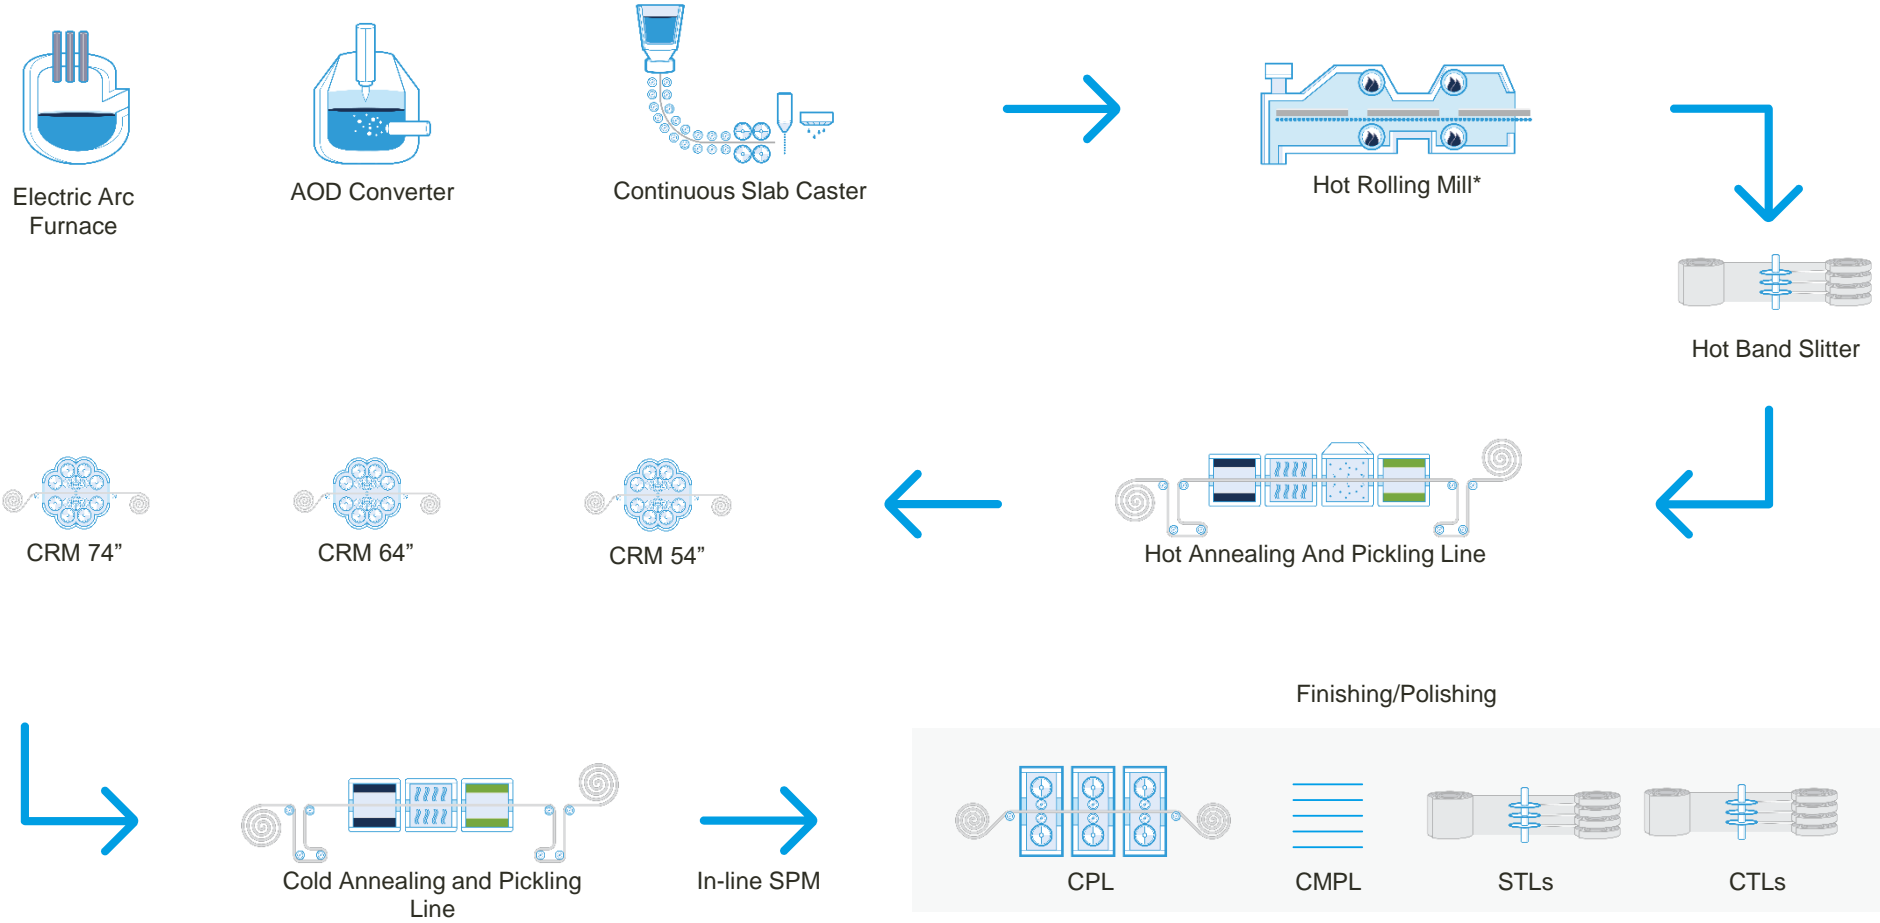 Electric Arc
Furnace
AOD Converter
Continuous Slab Caster
Hot Rolling Mill*
Hot Band Slitter
CRM 74”
CRM 64”
CRM 54”
Hot Annealing And Pickling Line
Finishing/Polishing
Cold Annealing and Pickling
Line
In-line SPM
CPL
CMPL
STLs
CTLs